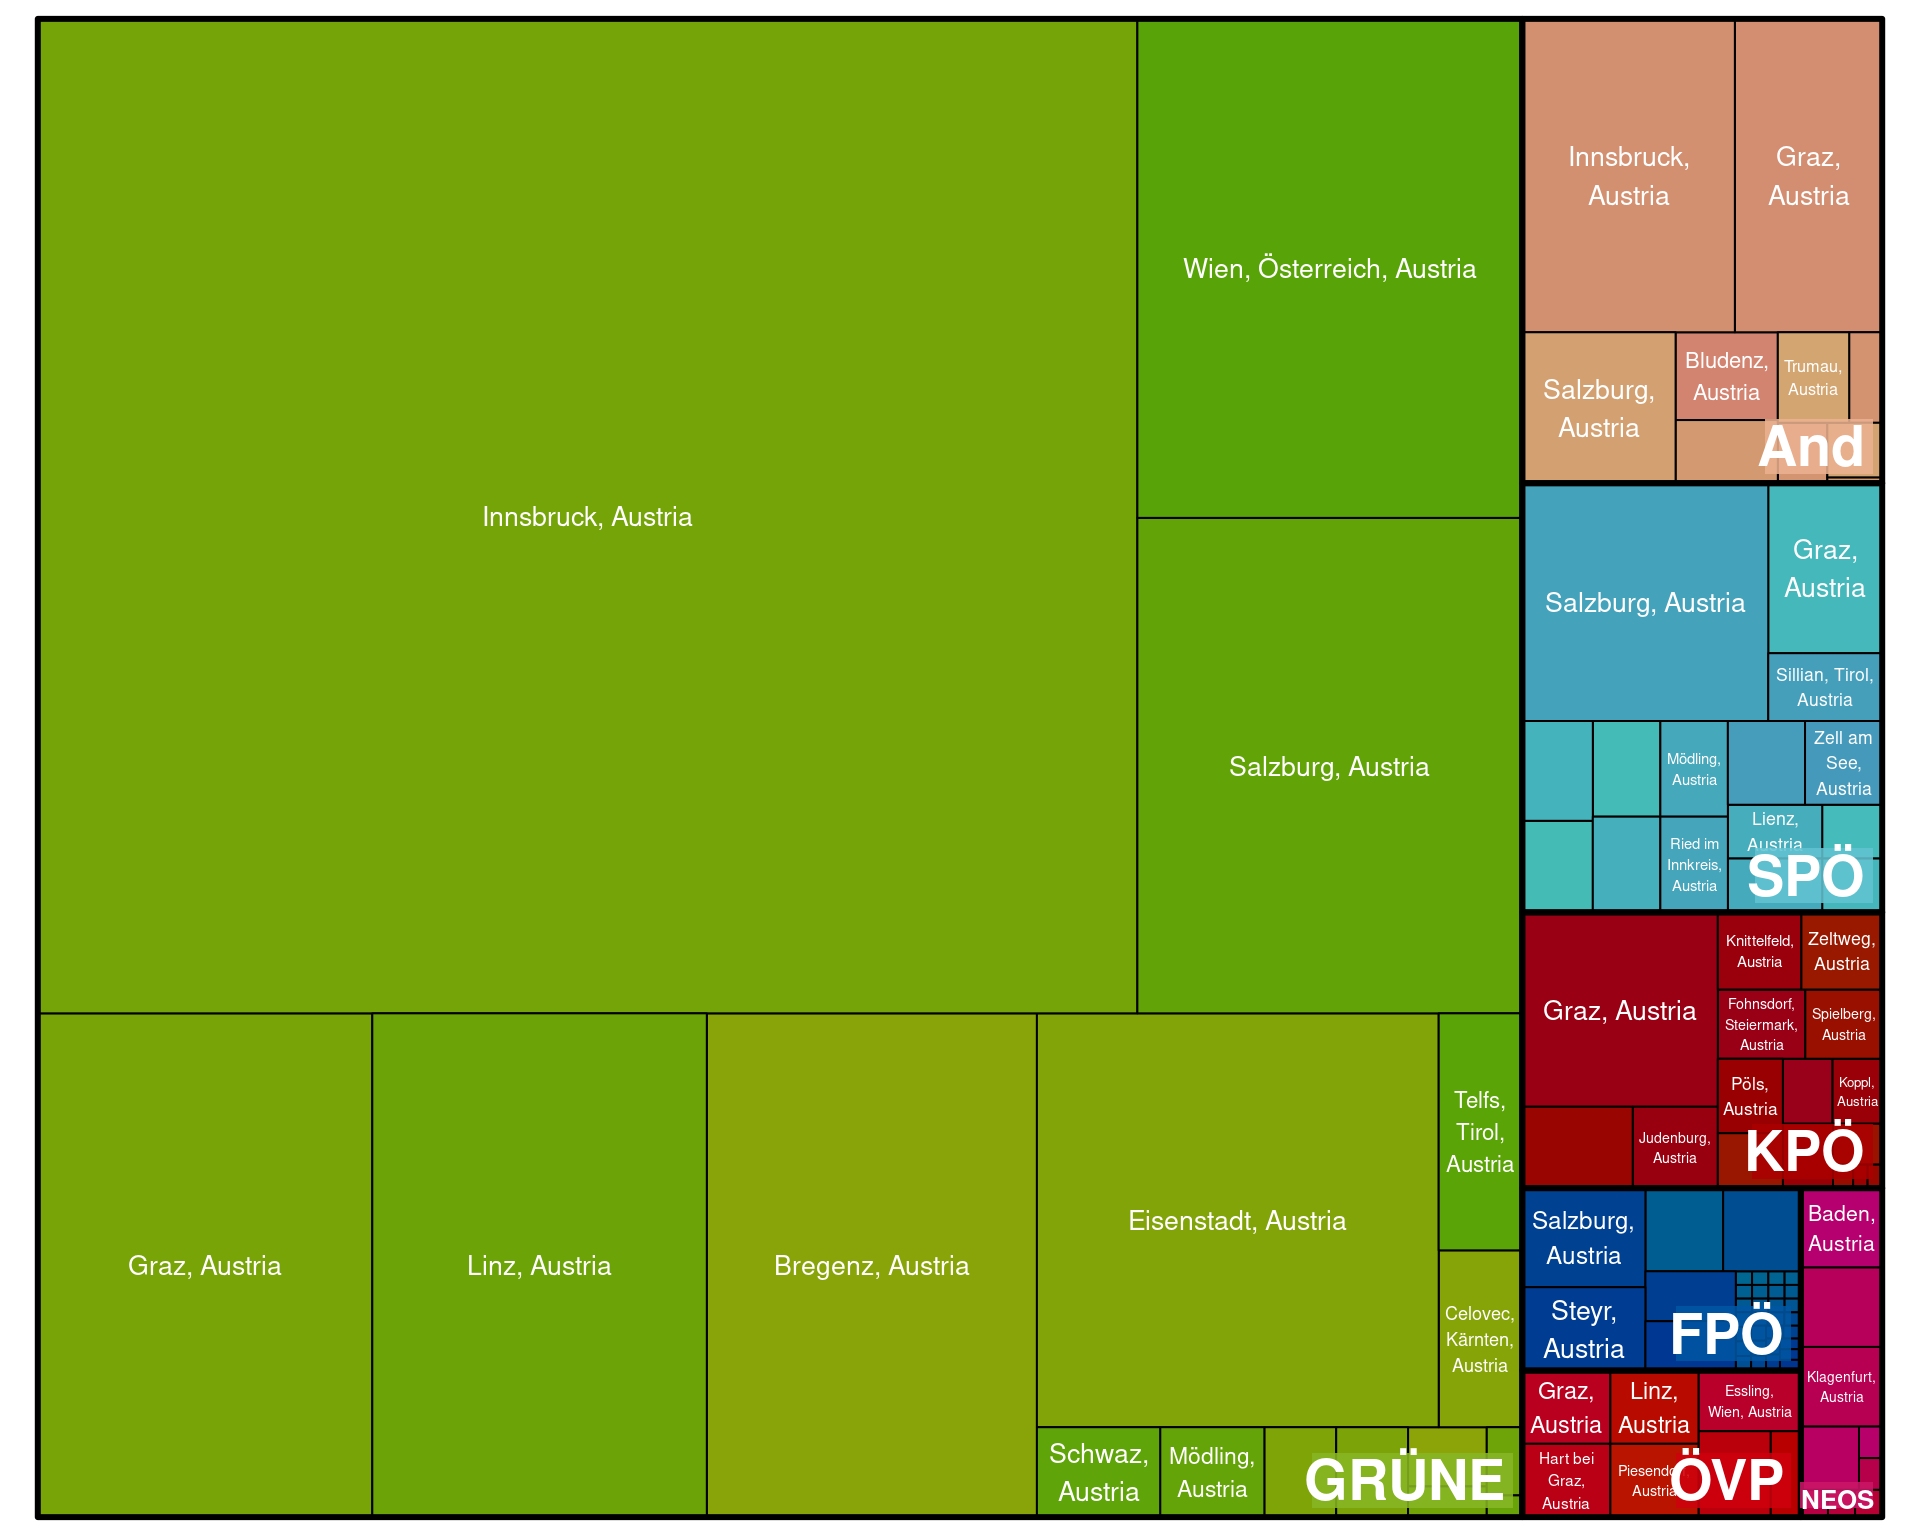 Innsbruck, Austria
Wien, Österreich, Austria
Salzburg, Austria
Graz, Austria
Linz, Austria
Bregenz, Austria
Eisenstadt, Austria
Telfs,
Tirol,
Austria
Celovec,
Kärnten,
Austria
Schwaz,
Austria
Mödling,
Austria
GRÜNE
Innsbruck,
Austria
Graz,
Austria
Salzburg,
Austria
Bludenz,
Austria
Trumau,
Austria
And
Salzburg, Austria
Graz,
Austria
Sillian, Tirol,
Austria
Mödling,
Austria
Zell am
See,
Austria
Ried im
Innkreis,
Austria
Lienz,
Austria
SPÖ
Graz, Austria
Knittelfeld,
Austria
Zeltweg,
Austria
Fohnsdorf,
Steiermark,
Austria
Spielberg,
Austria
Pöls,
Austria
Koppl,
Austria
Judenburg,
Austria
KPÖ
Salzburg,
Austria
Steyr,
Austria
FPÖ
Baden,
Austria
Klagenfurt,
Austria
NEOS
Graz,
Austria
Linz,
Austria
Essling,
Wien, Austria
Hart bei
Graz,
Austria
Austria
ÖVP